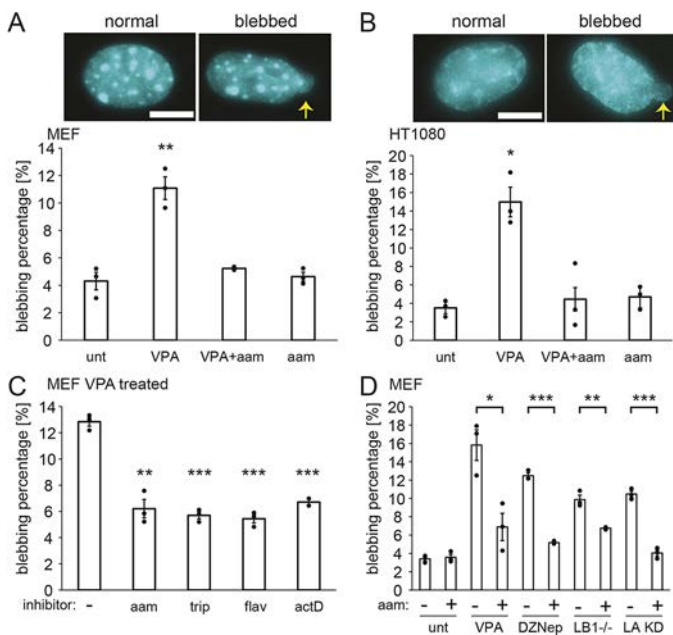 A normal blebbed
MEF
blebbing percentage [%]
14
12
10
8
6
4
2
0
**
unt VPA VPA+aam aam
B normal blebbed
HT1080
blebbing percentage [%]
20
18
16
14
12
10
8
6
4
2
0
*
unt VPA VPA+aam aam
C MEF VPA treated
blebbing percentage [%]
14
12
10
8
6
4
2
0
** *** *** ***
inhibitor: - aam trip flav actD
D MEF
blebbing percentage [%]
20
18
16
14
12
10
8
6
4
2
0
* *** ** ***
aam: - + - + - + - + - +
unt VPA DZNep LB1-/- LA KD